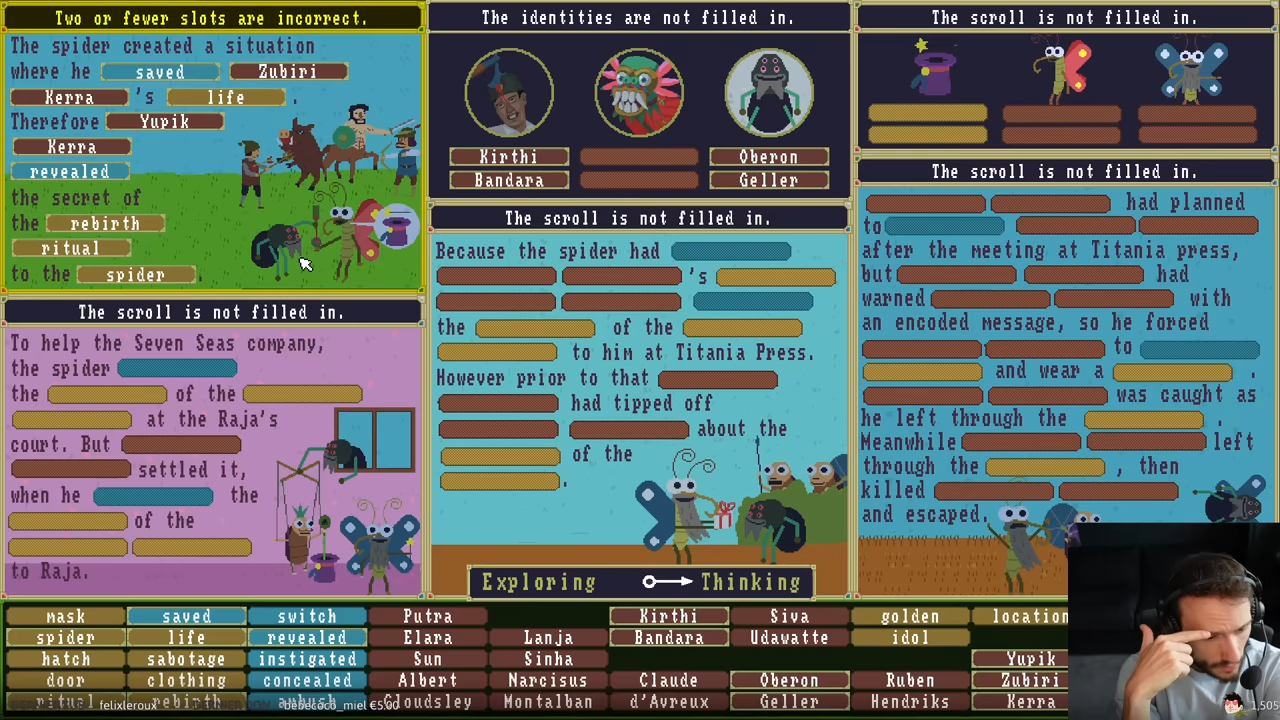 Two or fewer slots are incorrect.
The spider created a situation
where he saved Zubiri
Kerra 's life .
Therefore Yupik
Kerra
revealed
the secret of
the rebirth
ritual
to the spider .
The scroll is not filled in.
To help the Seven Seas company,
the spider
the of the
at the Raja's
court. But
settled it,
when he the
of the
to Raja.
The identities are not filled in.
Kirthi Oberon
Bandara Geller
The scroll is not filled in.
Because the spider had
's
the of the
to him at Titania Press.
However prior to that
had tipped off
about the
of the
.
The scroll is not filled in.
The scroll is not filled in.
had planned
to
after the meeting at Titania press,
but had
warned with
an encoded message, so he forced
to
and wear a .
was caught as
he left through the .
Meanwhile left
through the , then
killed
and escaped.
Exploring Thinking
mask saved switch Putra Kirthi Siva golden location
spider life revealed Elara Lanja Bandara Udawatte idol
hatch sabotage instigated Sun Sinha Yupik
door clothing concealed Albert Narcisus Claude Oberon Ruben Zubiri
ritual rebirth ambush Cloudsley Montalban d'Avreux Geller Hendriks Kerra
felixleroux bebecoco_miel €5.00
1,505